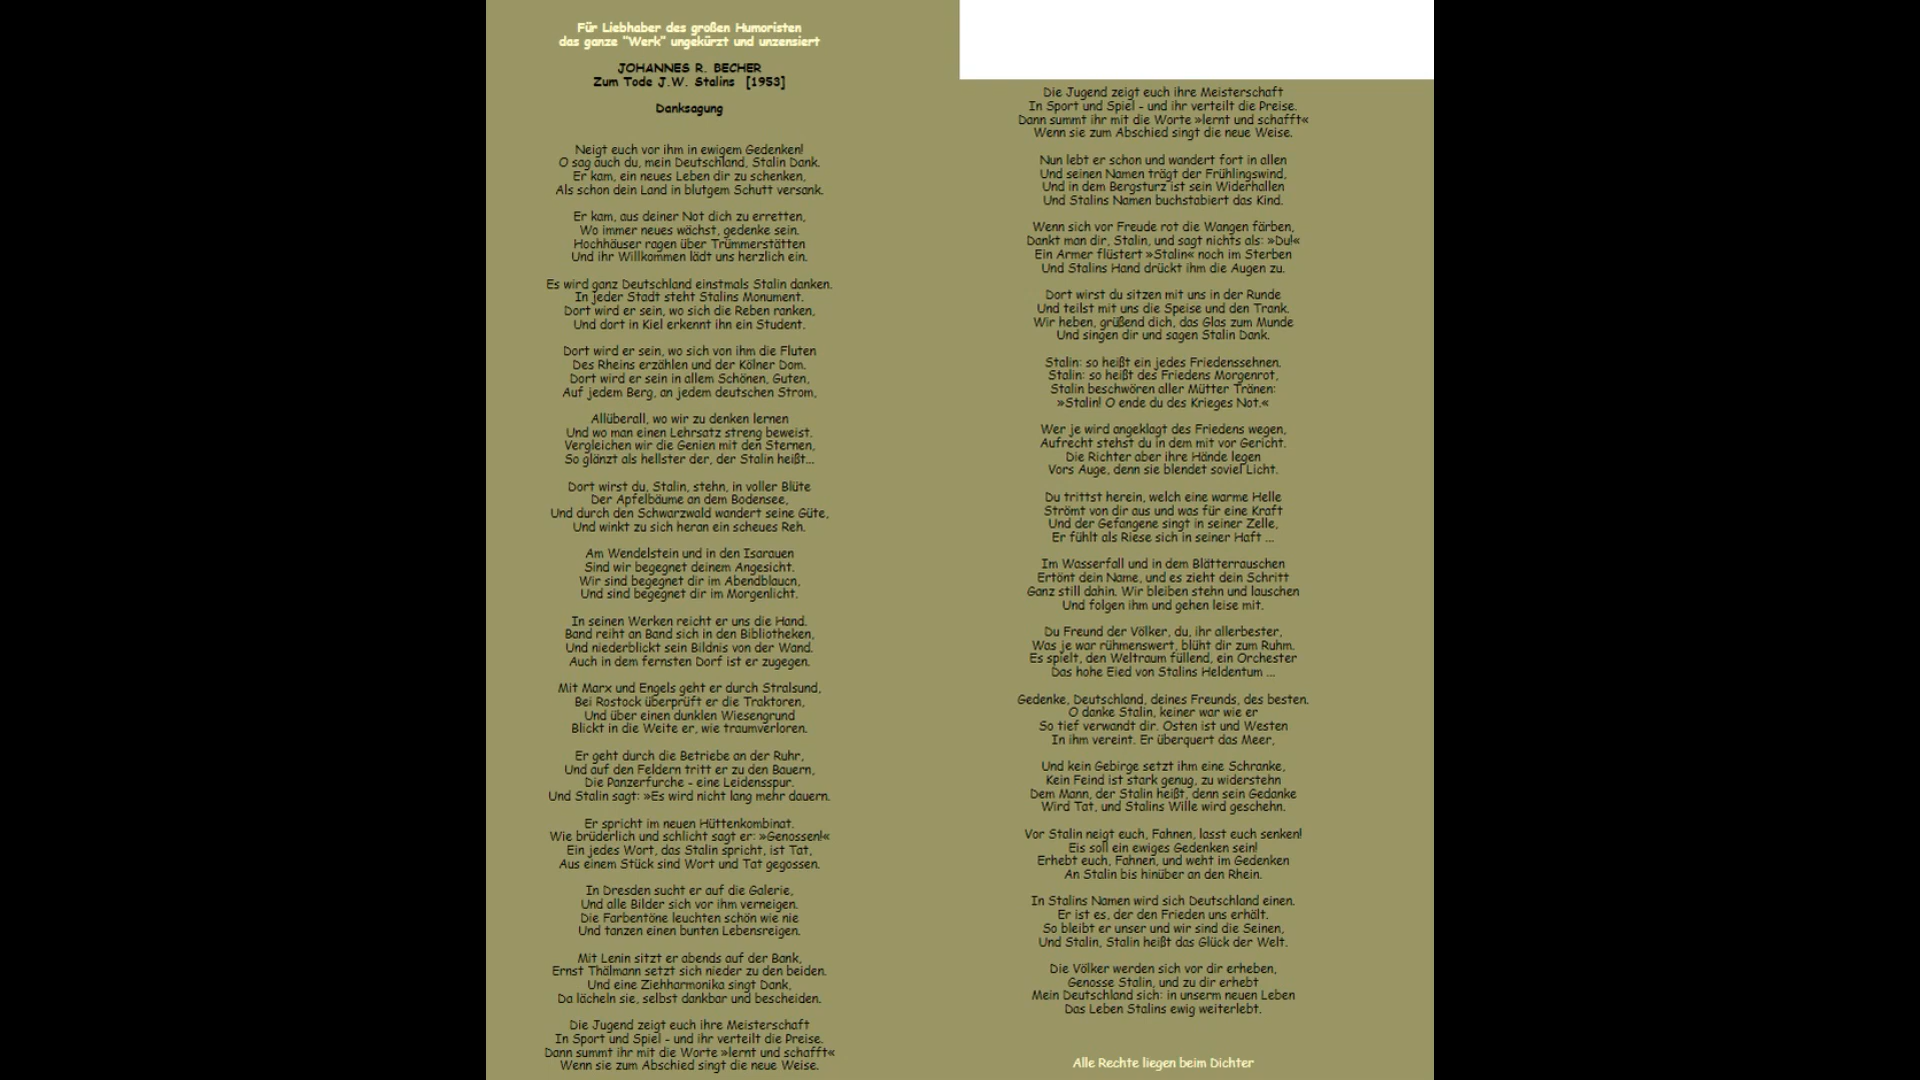 Für Liebhaber des großen Humoristen
das ganze "Werk" ungekürzt und unzensiert
JOHANNES R. BECHER
Zum Tode J.W. Stalins [1953]
Danksagung
Neigt euch vor ihm in ewigem Gedenken!
O sag auch du, mein Deutschland, Stalin Dank.
Er kam, ein neues Leben dir zu schenken,
Als schon dein Land in blutgem Schutt versank.
Er kam, aus deiner Not dich zu erretten,
Wo immer neues wächst, gedenke sein.
Hochhäuser ragen über Trümmerstätten
Und ihr Willkommen lädt uns herzlich ein.
Es wird ganz Deutschland einstmals Stalin danken.
In jeder Stadt steht Stalins Monument.
Dort wird er sein, wo sich die Reben ranken,
Und dort in Kiel erkennt ihn ein Student.
Dort wird er sein, wo sich von ihm die Fluten
Des Rheins erzählen und der Kölner Dom.
Dort wird er sein in allem Schönen, Guten,
Auf jedem Berg, an jedem deutschen Strom,
Allüberall, wo wir zu denken lernen
Und wo man einen Lehrsatz streng beweist.
Vergleichen wir die Genien mit den Sternen,
So glänzt als hellster der, der Stalin heißt...
Dort wirst du, Stalin, stehn, in voller Blüte
Der Apfelbäume an dem Bodensee,
Und durch den Schwarzwald wandert seine Güte,
Und winkt zu sich heran ein scheues Reh.
Am Wendelstein und in den Isarauen
Sind wir begegnet deinem Angesicht.
Wir sind begegnet dir im Abendblaucn,
Und sind begegnet dir im Morgenlicht.
In seinen Werken reicht er uns die Hand.
Band reiht an Band sich in den Bibliotheken,
Und niederblickt sein Bildnis von der Wand.
Auch in dem fernsten Dorf ist er zugegen.
Mit Marx und Engels geht er durch Stralsund,
Bei Rostock überprüft er die Traktoren,
Und über einen dunklen Wiesengrund
Blickt in die Weite er, wie traumverloren.
Er geht durch die Betriebe an der Ruhr,
Und auf den Feldern tritt er zu den Bauern,
Die Panzerfurche - eine Leidensspur.
Und Stalin sagt: »Es wird nicht lang mehr dauern.
Er spricht im neuen Hüttenkombinat.
Wie brüderlich und schlicht sagt er: »Genossen!«
Ein jedes Wort, das Stalin spricht, ist Tat,
Aus einem Stück sind Wort und Tat gegossen.
In Dresden sucht er auf die Galerie,
Und alle Bilder sich vor ihm verneigen.
Die Farbentöne leuchten schön wie nie
Und tanzen einen bunten Lebensreigen.
Mit Lenin sitzt er abends auf der Bank,
Ernst Thälmann setzt sich nieder zu den beiden.
Und eine Ziehharmonika singt Dank,
Da lächeln sie, selbst dankbar und bescheiden.
Die Jugend zeigt euch ihre Meisterschaft
In Sport und Spiel - und ihr verteilt die Preise.
Dann summt ihr mit die Worte »lernt und schafft«
Wenn sie zum Abschied singt die neue Weise.
Die Jugend zeigt euch ihre Meisterschaft
In Sport und Spiel - und ihr verteilt die Preise.
Dann summt ihr mit die Worte »lernt und schafft«
Wenn sie zum Abschied singt die neue Weise.
Nun lebt er schon und wandert fort in allen
Und seinen Namen trägt der Frühlingswind,
Und in dem Bergsturz ist sein Widerhallen
Und Stalins Namen buchstabiert das Kind.
Wenn sich vor Freude rot die Wangen färben,
Dankt man dir, Stalin, und sagt nichts als: »Du!«
Ein Armer flüstert »Stalin« noch im Sterben
Und Stalins Hand drückt ihm die Augen zu.
Dort wirst du sitzen mit uns in der Runde
Und teilst mit uns die Speise und den Trank.
Wir heben, grüßend dich, das Glas zum Munde
Und singen dir und sagen Stalin Dank.
Stalin: so heißt ein jedes Friedenssehnen.
Stalin: so heißt des Friedens Morgenrot,
Stalin beschwören aller Mütter Tränen:
»Stalin! O ende du des Krieges Not.«
Wer je wird angeklagt des Friedens wegen,
Aufrecht stehst du in dem mit vor Gericht.
Die Richter aber ihre Hände legen
Vors Auge, denn sie blendet soviel Licht.
Du trittst herein, welch eine warme Helle
Strömt von dir aus und was für eine Kraft
Und der Gefangene singt in seiner Zelle,
Er fühlt als Riese sich in seiner Haft ...
Im Wasserfall und in dem Blätterrauschen
Ertönt dein Name, und es zieht dein Schritt
Ganz still dahin. Wir bleiben stehn und lauschen
Und folgen ihm und gehen leise mit.
Du Freund der Völker, du, ihr allerbester,
Was je war rühmenswert, blüht dir zum Ruhm.
Es spielt, den Weltraum füllend, ein Orchester
Das hohe Eied von Stalins Heldentum ...
Gedenke, Deutschland, deines Freunds, des besten.
O danke Stalin, keiner war wie er
So tief verwandt dir. Osten ist und Westen
In ihm vereint. Er überquert das Meer,
Und kein Gebirge setzt ihm eine Schranke,
Kein Feind ist stark genug, zu widerstehn
Dem Mann, der Stalin heißt, denn sein Gedanke
Wird Tat, und Stalins Wille wird geschehn.
Vor Stalin neigt euch, Fahnen, lasst euch senken!
Eis soll ein ewiges Gedenken sein!
Erhebt euch, Fahnen, und weht im Gedenken
An Stalin bis hinüber an den Rhein.
In Stalins Namen wird sich Deutschland einen.
Er ist es, der den Frieden uns erhält.
So bleibt er unser und wir sind die Seinen,
Und Stalin, Stalin heißt das Glück der Welt.
Die Völker werden sich vor dir erheben,
Genosse Stalin, und zu dir erhebt
Mein Deutschland sich: in unserm neuen Leben
Das Leben Stalins ewig weiterlebt.
Alle Rechte liegen beim Dichter